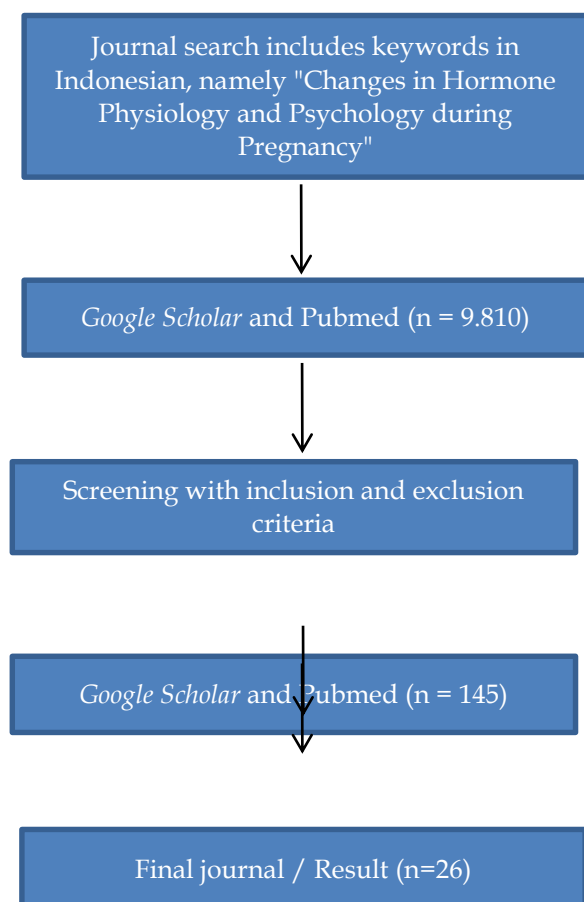 Journal search includes keywords in
Indonesian, namely "Changes in Hormone
Physiology and Psychology during
Pregnancy"
Google Scholar and Pubmed (n = 9.810)
Screening with inclusion and exclusion
criteria
Google Scholar and Pubmed (n = 145)
Final journal / Result (n=26)